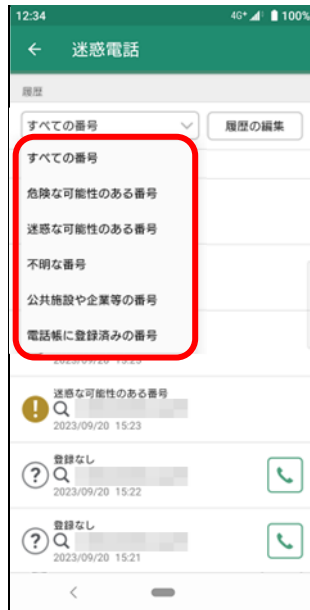 12:34 4G+ 100%
迷惑電話
履歴
すべての番号 履歴の編集
すべての番号
危険な可能性のある番号
迷惑な可能性のある番号
不明な番号
公共施設や企業等の番号
電話帳に登録済みの番号
迷惑な可能性のある番号
2023/09/20 15:23
登録なし
2023/09/20 15:22
登録なし
2023/09/20 15:21